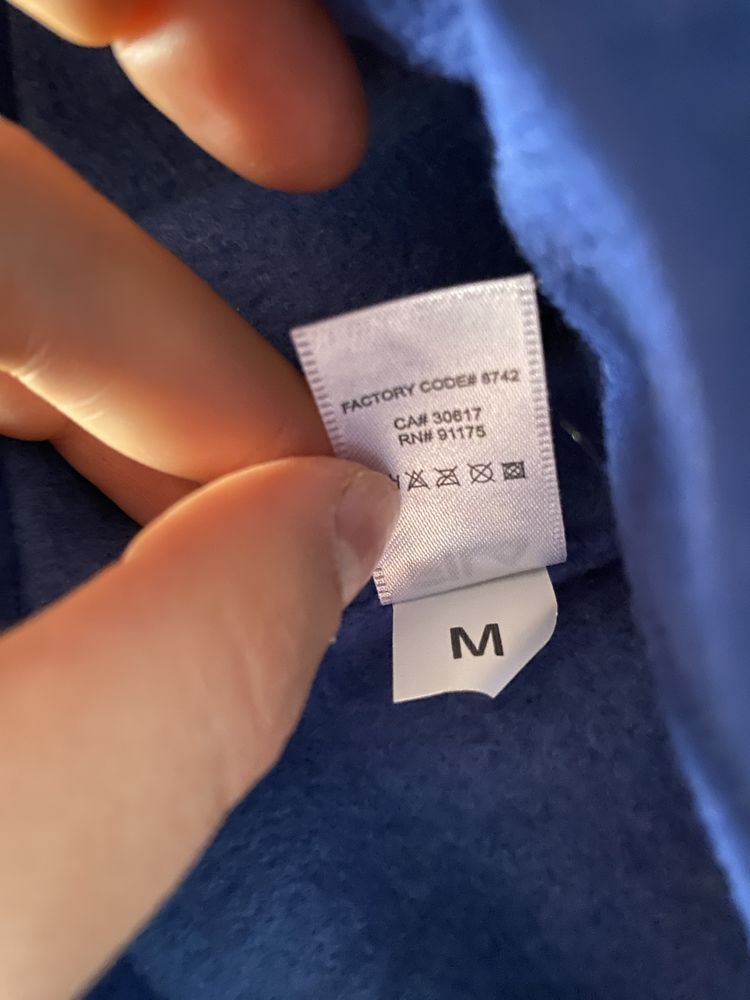 FACTORY CODE# 8742
CA# 30617
RN# 91175
M